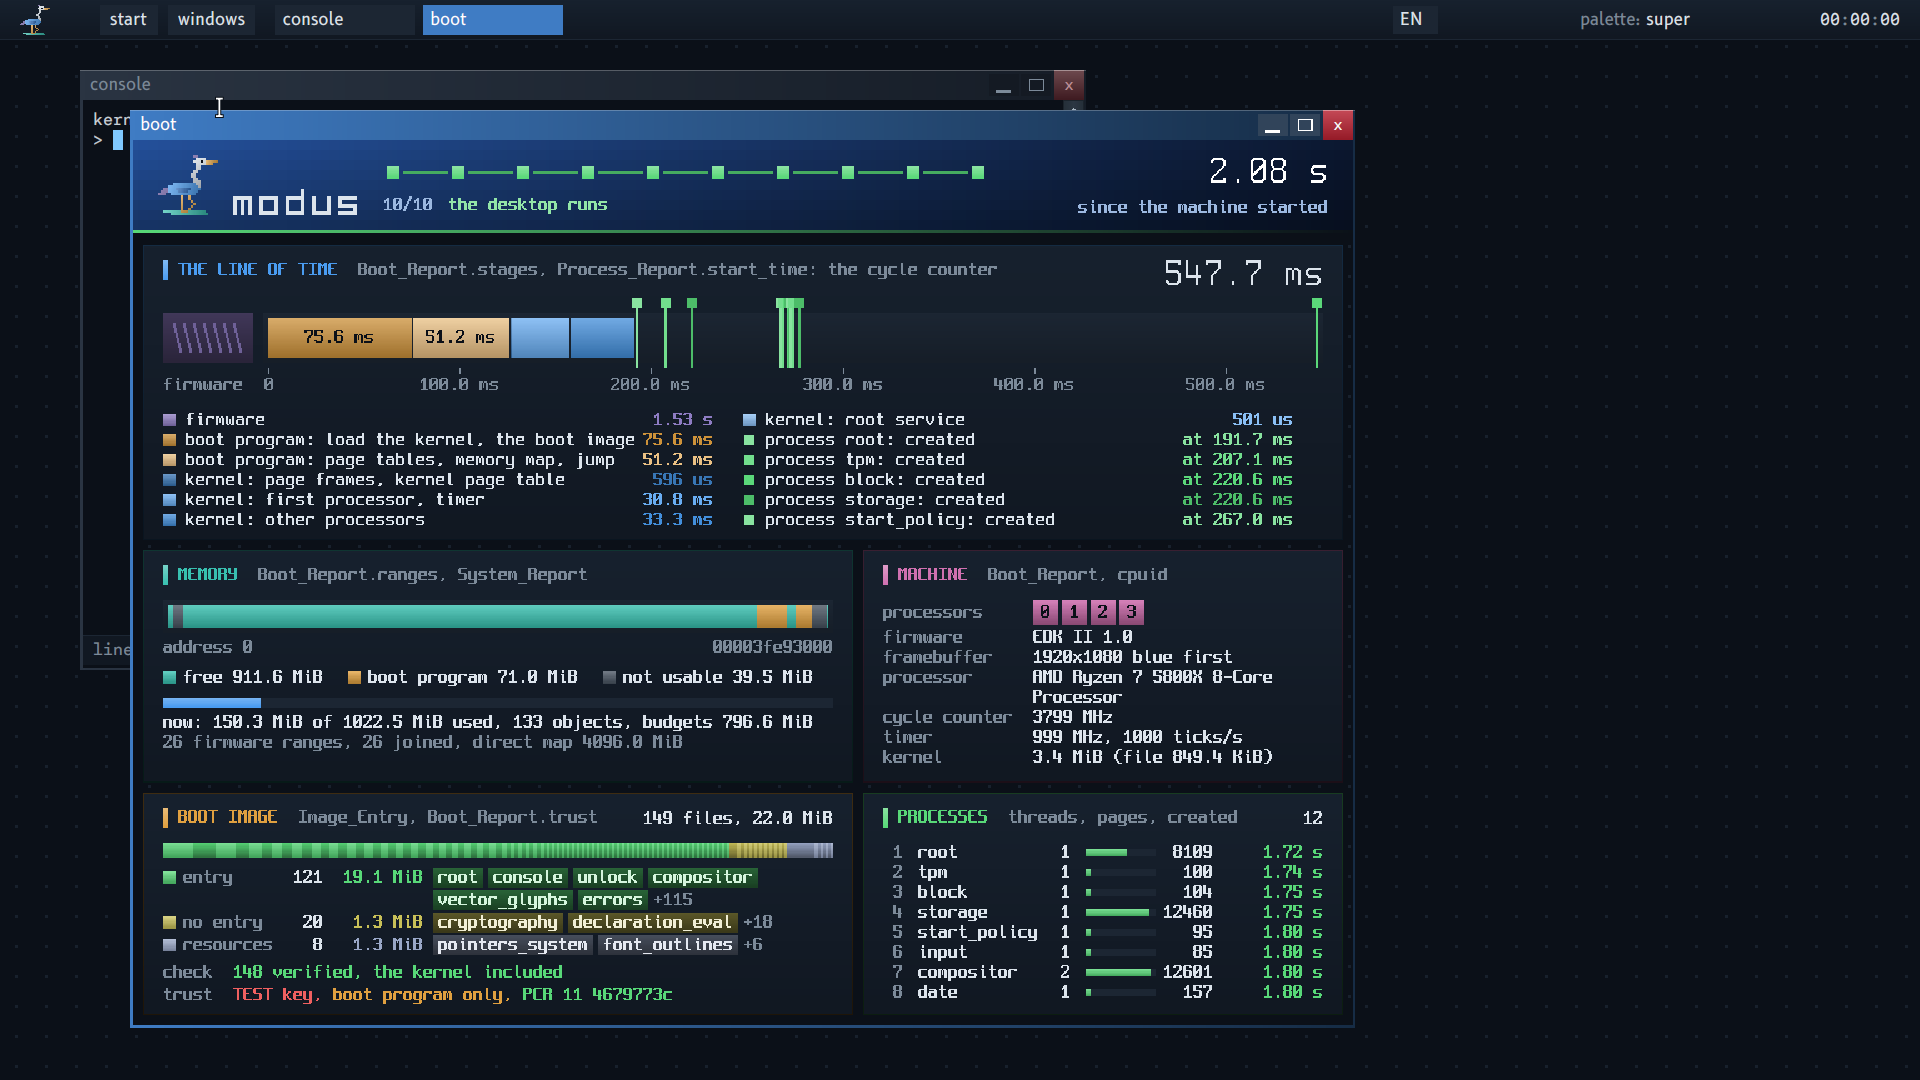 start windows console boot EN palette: super 00:00:00
console x
kern
>
boot x
modus 10/10 the desktop runs
2.08 s
since the machine started
THE LINE OF TIME Boot_Report.stages, Process_Report.start_time: the cycle counter 547.7 ms
75.6 ms 51.2 ms
firmware 0 100.0 ms 200.0 ms 300.0 ms 400.0 ms 500.0 ms
firmware 1.53 s
boot program: load the kernel, the boot image 75.6 ms
boot program: page tables, memory map, jump 51.2 ms
kernel: page frames, kernel page table 596 us
kernel: first processor, timer 30.8 ms
kernel: other processors 33.3 ms
kernel: root service 501 us
process root: created at 191.7 ms
process tpm: created at 207.1 ms
process block: created at 220.6 ms
process storage: created at 220.6 ms
process start_policy: created at 267.0 ms
MEMORY Boot_Report.ranges, System_Report
address 0 00003fe93000
free 911.6 MiB boot program 71.0 MiB not usable 39.5 MiB
now: 150.3 MiB of 1022.5 MiB used, 133 objects, budgets 796.6 MiB
26 firmware ranges, 26 joined, direct map 4096.0 MiB
line
MACHINE Boot_Report, cpuid
processors 0 1 2 3
firmware EDK II 1.0
framebuffer 1920x1080 blue first
processor AMD Ryzen 7 5800X 8-Core
Processor
cycle counter 3799 MHz
timer 999 MHz, 1000 ticks/s
kernel 3.4 MiB (file 849.4 KiB)
BOOT IMAGE Image_Entry, Boot_Report.trust 149 files, 22.0 MiB
entry 121 19.1 MiB root console unlock compositor
vector_glyphs errors +115
no entry 20 1.3 MiB cryptography declaration_eval +18
resources 8 1.3 MiB pointers_system font_outlines +6
check 148 verified, the kernel included
trust TEST key, boot program only, PCR 11 4679773c
PROCESSES threads, pages, created 12
1 root 1 8109 1.72 s
2 tpm 1 100 1.74 s
3 block 1 104 1.75 s
4 storage 1 12460 1.75 s
5 start_policy 1 95 1.80 s
6 input 1 85 1.80 s
7 compositor 2 12601 1.80 s
8 date 1 157 1.80 s